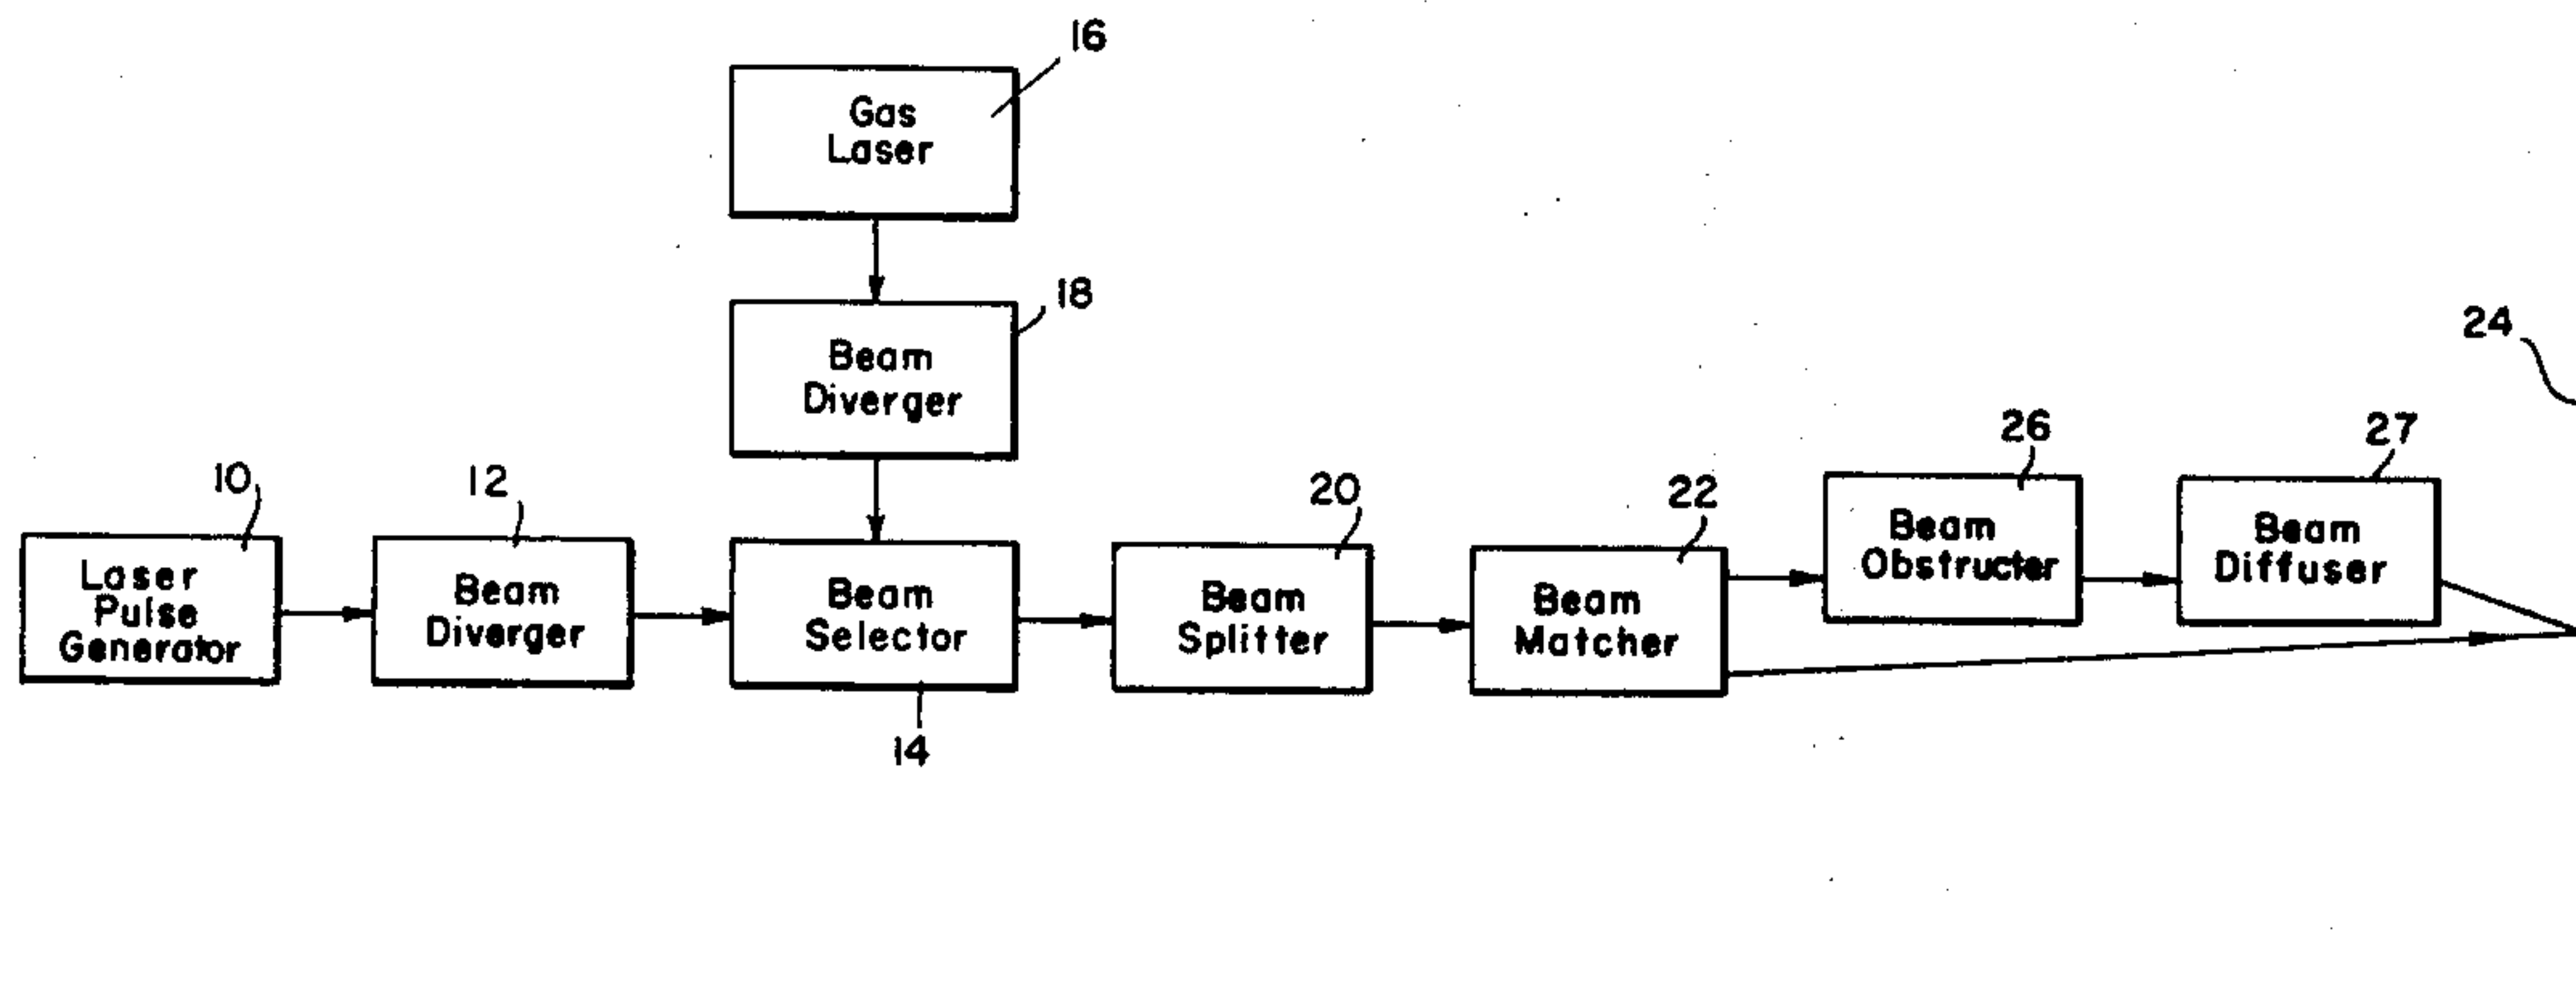 16
Gas
Laser
18
Beam
Diverger
24
10
Laser
Pulse
Generator
12
Beam
Diverger
Beam
Selector
14
20
Beam
Splitter
22
Beam
Matcher
26
Beam
Obstructer
27
Beam
Diffuser